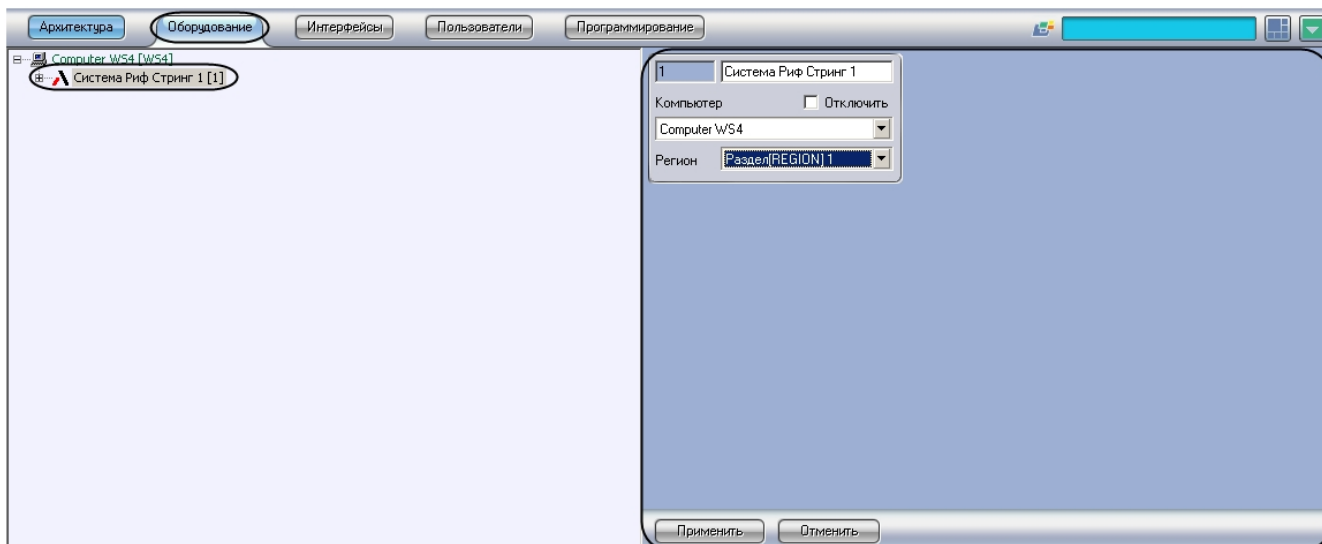 Архитектура Оборудование Интерфейсы Пользователи Программирование
Computer WS4 [WS4]
Система Риф Стринг 1 [1]
1 Система Риф Стринг 1
Компьютер Отключить
Computer WS4
Регион Раздел[REGION] 1
Применить Отменить